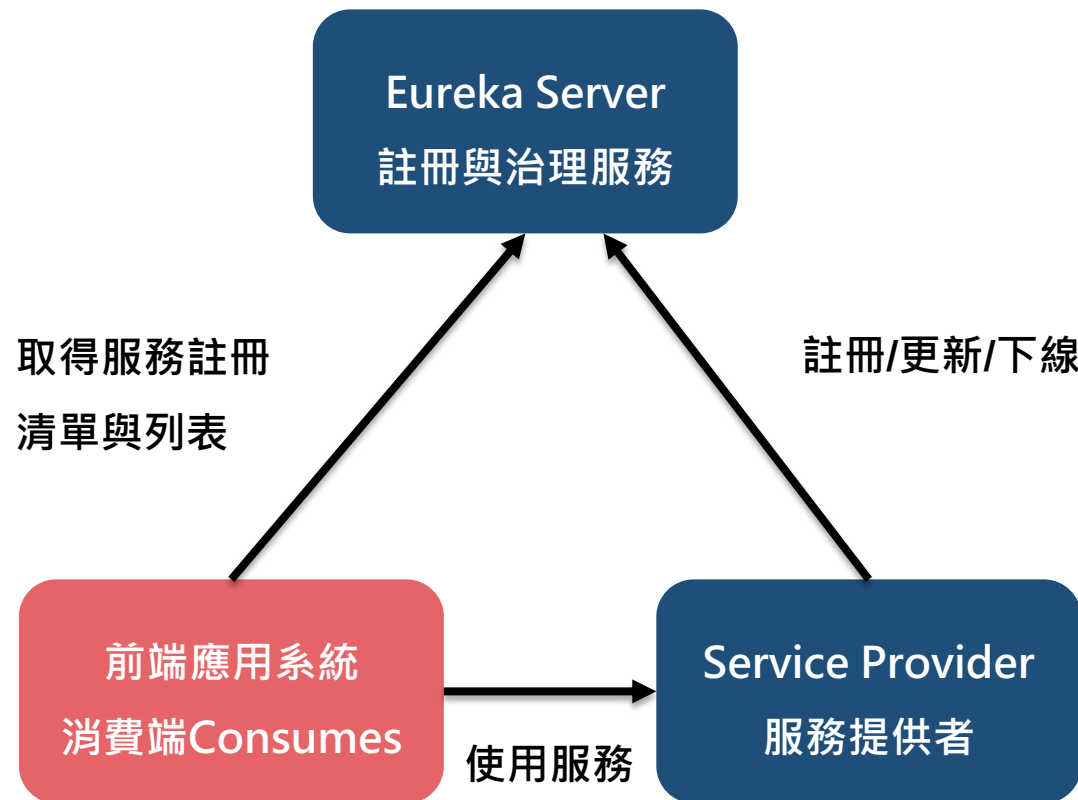 Eureka Server
註冊與治理服務
取得服務註冊
清單與列表
註冊/更新/下線
前端應用系統
消費端Consumes
使用服務
Service Provider
服務提供者